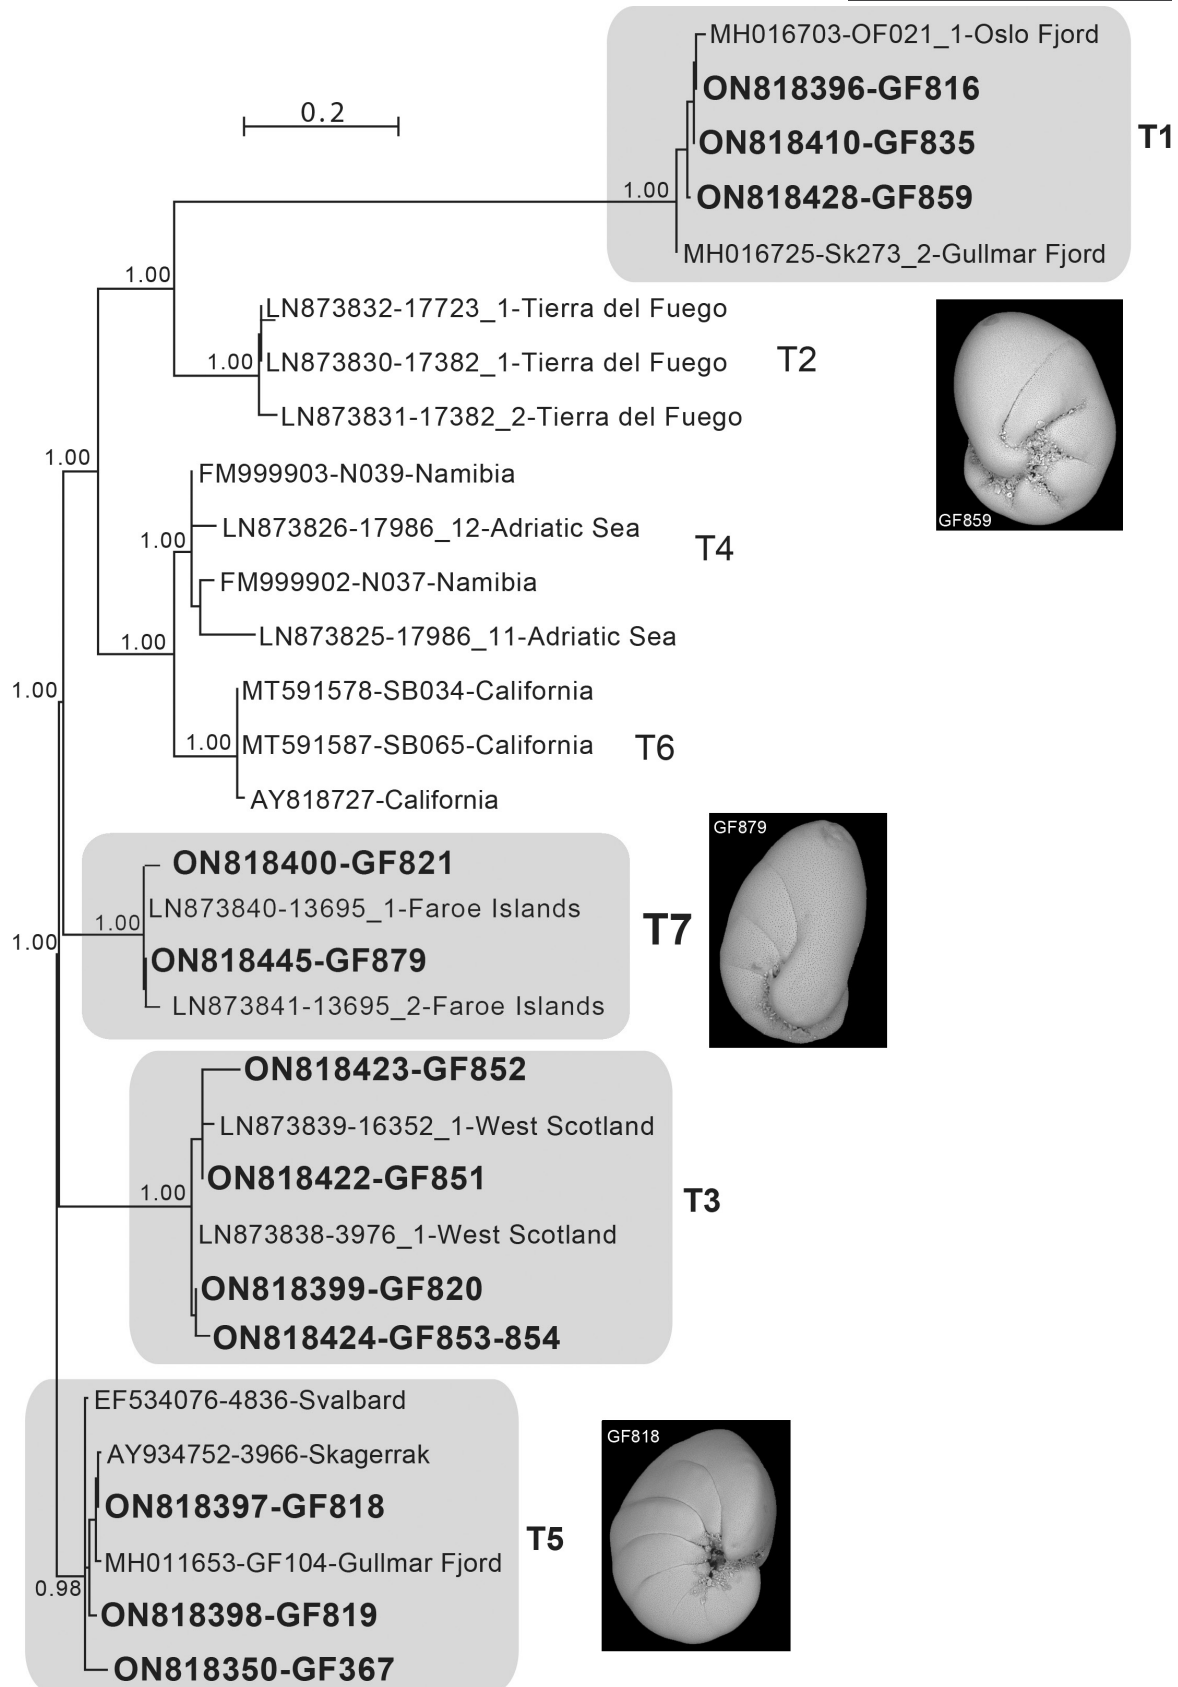 MH016703-OF021_1-Oslo Fjord
ON818396-GF816
0.2
ON818410-GF835
T1
1.00
ON818428-GF859
MH016725-Sk273_2-Gullmar Fjord
1.00
LN873832-17723_1-Tierra del Fuego
1.00
LN873830-17382_1-Tierra del Fuego
T2
LN873831-17382_2-Tierra del Fuego
1.00
FM999903-N039-Namibia
GF859
LN873826-17986_12-Adriatic Sea
1.00
T4
FM999902-N037-Namibia
1.00
LN873825-17986_11-Adriatic Sea
1.00
MT591578-SB034-California
1.00
MT591587-SB065-California
T6
AY818727-California
GF879
ON818400-GF821
LN873840-13695_1-Faroe Islands
1.00
T7
1.00
ON818445-GF879
LN873841-13695_2-Faroe Islands
ON818423-GF852
LN873839-16352_1-West Scotland
ON818422-GF851
1.00
T3
LN873838-3976_1-West Scotland
ON818399-GF820
ON818424-GF853-854
EF534076-4836-Svalbard
GF818
AY934752-3966-Skagerrak
ON818397-GF818
T5
MH011653-GF104-Gullmar Fjord
0.98
ON818398-GF819
ON818350-GF367